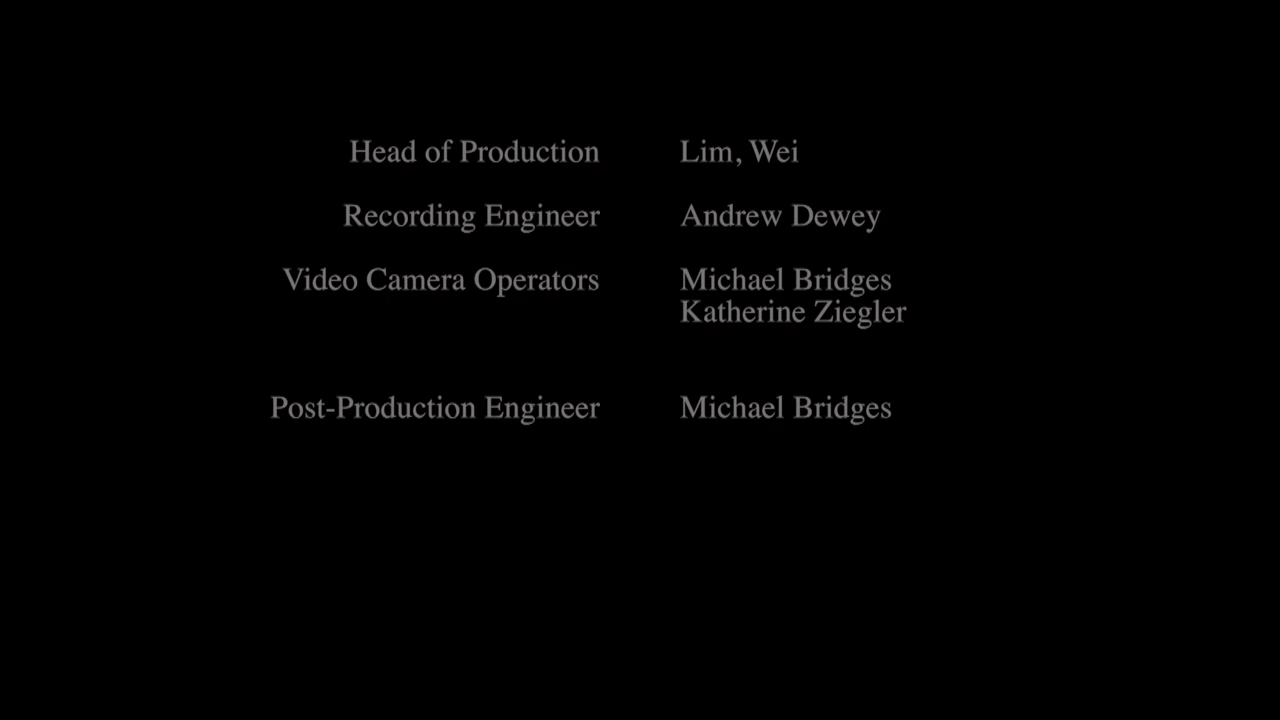 Head of Production Lim, Wei
Recording Engineer Andrew Dewey
Video Camera Operators Michael Bridges
Katherine Ziegler
Post-Production Engineer Michael Bridges